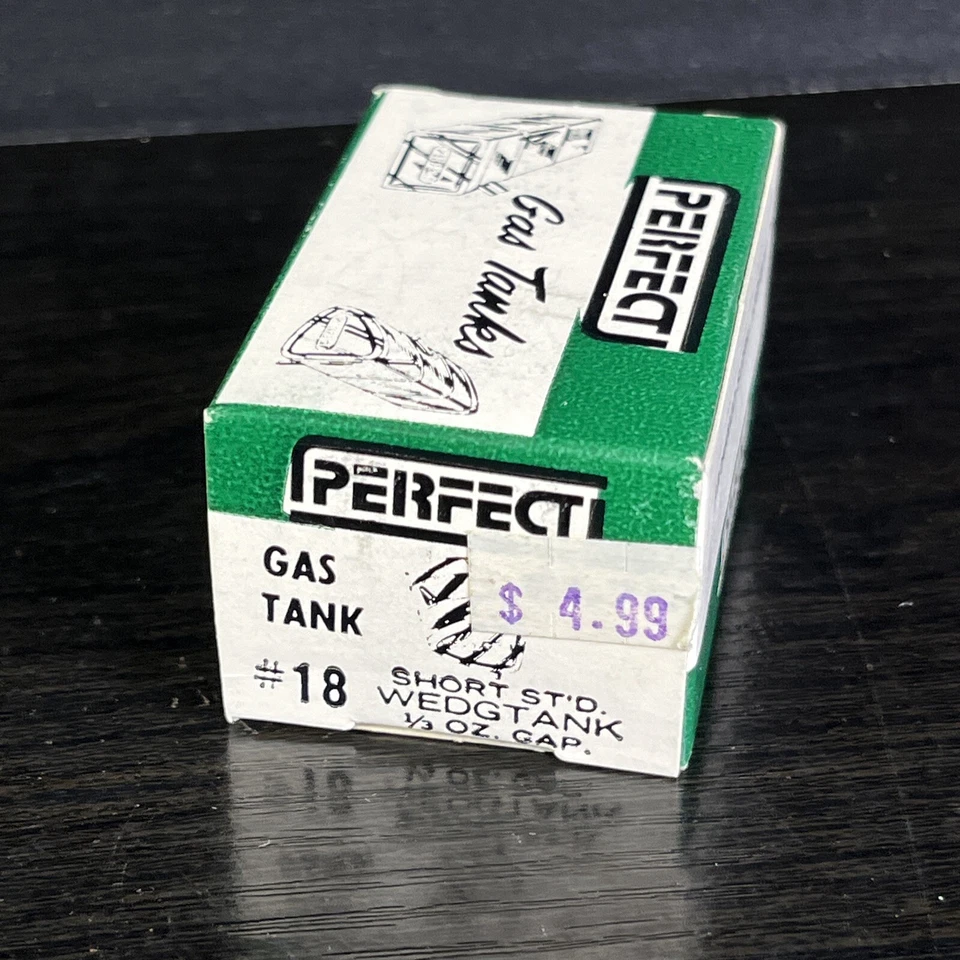 Gas Tanks
PERFECT
PERFECT
GAS
TANK
#18
$ 4.99
SHORT ST'D.
WEDGTANK
1/3 OZ. CAP.